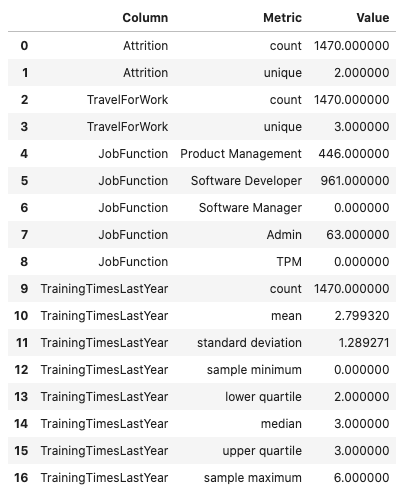 Column Metric Value
0 Attrition count 1470.000000
1 Attrition unique 2.000000
2 TravelForWork count 1470.000000
3 TravelForWork unique 3.000000
4 JobFunction Product Management 446.000000
5 JobFunction Software Developer 961.000000
6 JobFunction Software Manager 0.000000
7 JobFunction Admin 63.000000
8 JobFunction TPM 0.000000
9 TrainingTimesLastYear count 1470.000000
10 TrainingTimesLastYear mean 2.799320
11 TrainingTimesLastYear standard deviation 1.289271
12 TrainingTimesLastYear sample minimum 0.000000
13 TrainingTimesLastYear lower quartile 2.000000
14 TrainingTimesLastYear median 3.000000
15 TrainingTimesLastYear upper quartile 3.000000
16 TrainingTimesLastYear sample maximum 6.000000